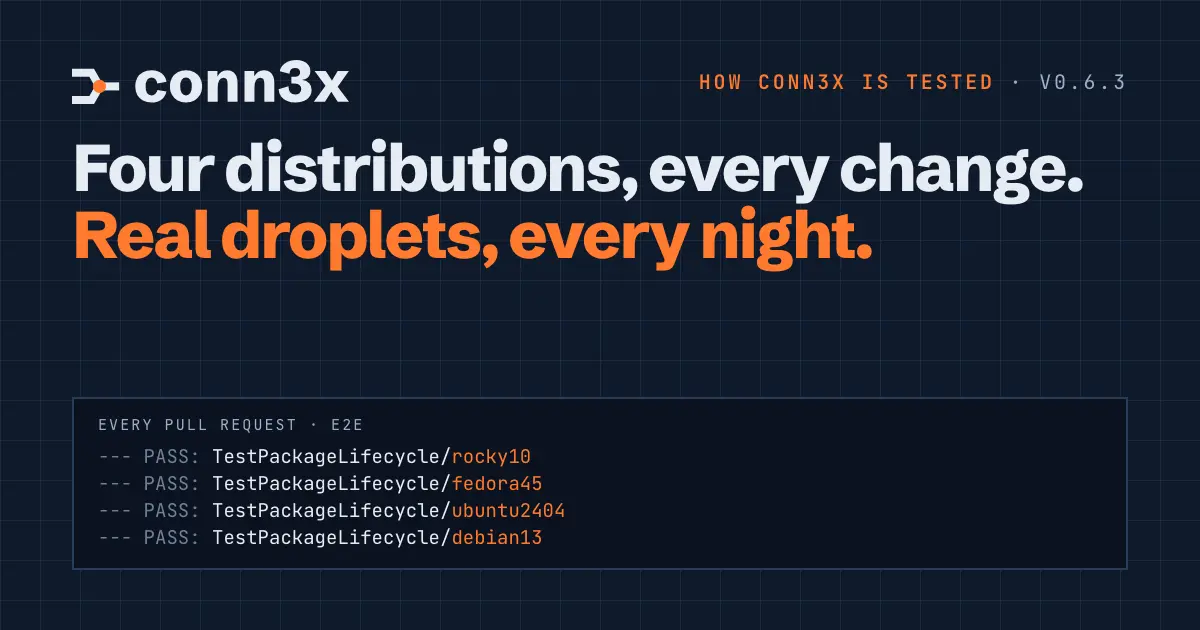 conn3x
HOW CONN3X IS TESTED · V0.6.3
Four distributions, every change.
Real droplets, every night.
EVERY PULL REQUEST · E2E
--- PASS: TestPackageLifecycle/rocky10
--- PASS: TestPackageLifecycle/fedora45
--- PASS: TestPackageLifecycle/ubuntu2404
--- PASS: TestPackageLifecycle/debian13